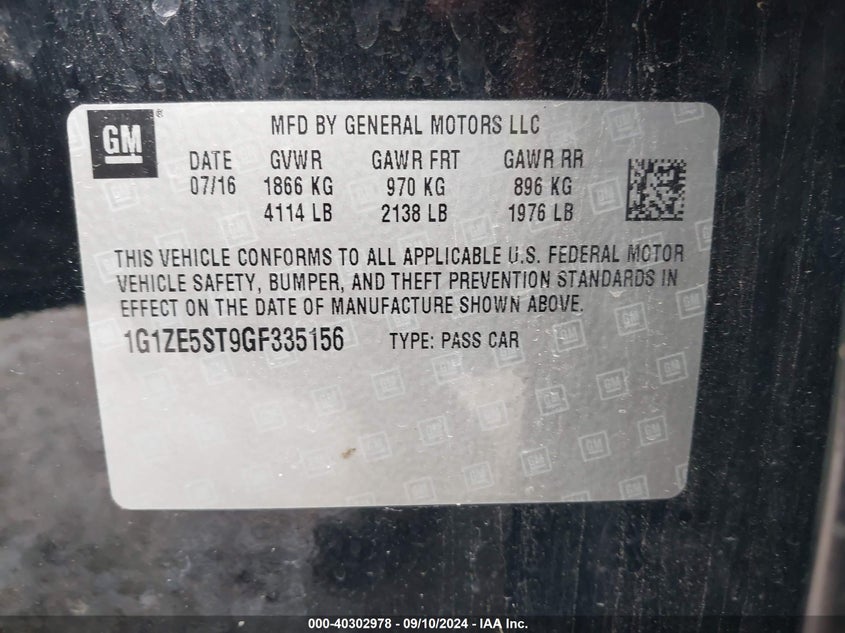 GM ® MFD BY GENERAL MOTORS LLC
DATE GVWR GAWR FRT GAWR RR
07/16 1866 KG 970 KG 896 KG
4114 LB 2138 LB 1976 LB
THIS VEHICLE CONFORMS TO ALL APPLICABLE U.S. FEDERAL MOTOR
VEHICLE SAFETY, BUMPER, AND THEFT PREVENTION STANDARDS IN
EFFECT ON THE DATE OF MANUFACTURE SHOWN ABOVE.
1G1ZE5ST9GF335156 TYPE: PASS CAR
000-40302978 - 09/10/2024 - IAA Inc.